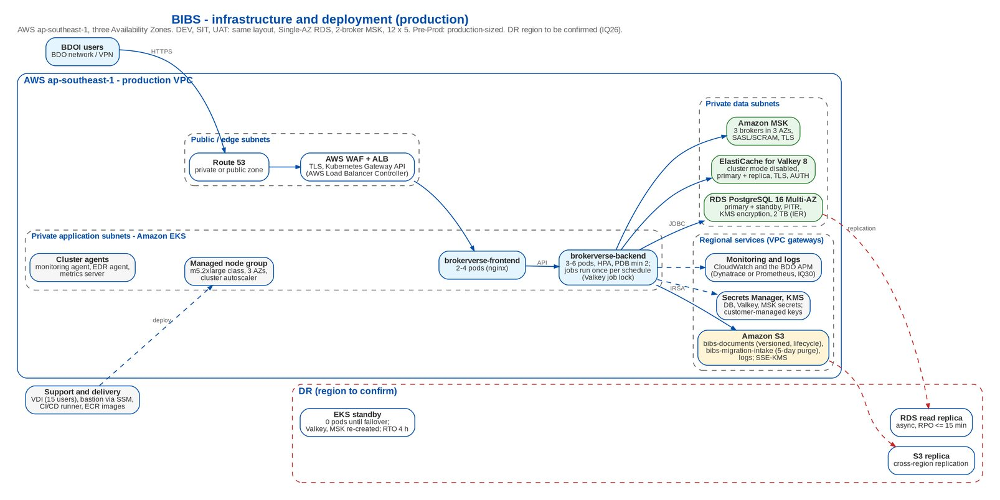 BIBS - infrastructure and deployment (production)
AWS ap-southeast-1, three Availability Zones. DEV, SIT, UAT: same layout, Single-AZ RDS, 2-broker MSK, 12 x 5. Pre-Prod: production-sized. DR region to be confirmed (IQ26).
BDOI users
BDO network / VPN
HTTPS
AWS ap-southeast-1 - production VPC
Public / edge subnets
Route 53
private or public zone
AWS WAF + ALB
TLS, Kubernetes Gateway API
(AWS Load Balancer Controller)
Private data subnets
Amazon MSK
3 brokers in 3 AZs,
SASL/SCRAM, TLS
ElastiCache for Valkey 8
cluster mode disabled,
primary + replica, TLS, AUTH
RDS PostgreSQL 16 Multi-AZ
primary + standby, PITR,
KMS encryption, 2 TB (IER)
JDBC
replication
Private application subnets - Amazon EKS
Cluster agents
monitoring agent, EDR agent,
metrics server
Managed node group
m5.2xlarge class, 3 AZs,
cluster autoscaler
brokerverse-frontend
2-4 pods (nginx)
API
brokerverse-backend
3-6 pods, HPA, PDB min 2;
jobs run once per schedule
(Valkey job lock)
IRSA
Regional services (VPC gateways)
Monitoring and logs
CloudWatch and the BDO APM
(Dynatrace or Prometheus, IQ30)
Secrets Manager, KMS
DB, Valkey, MSK secrets;
customer-managed keys
Amazon S3
bibs-documents (versioned, lifecycle),
bibs-migration-intake (5-day purge),
logs; SSE-KMS
deploy
Support and delivery
VDI (15 users), bastion via SSM,
CI/CD runner, ECR images
DR (region to confirm)
EKS standby
0 pods until failover;
Valkey, MSK re-created; RTO 4 h
RDS read replica
async, RPO <= 15 min
S3 replica
cross-region replication